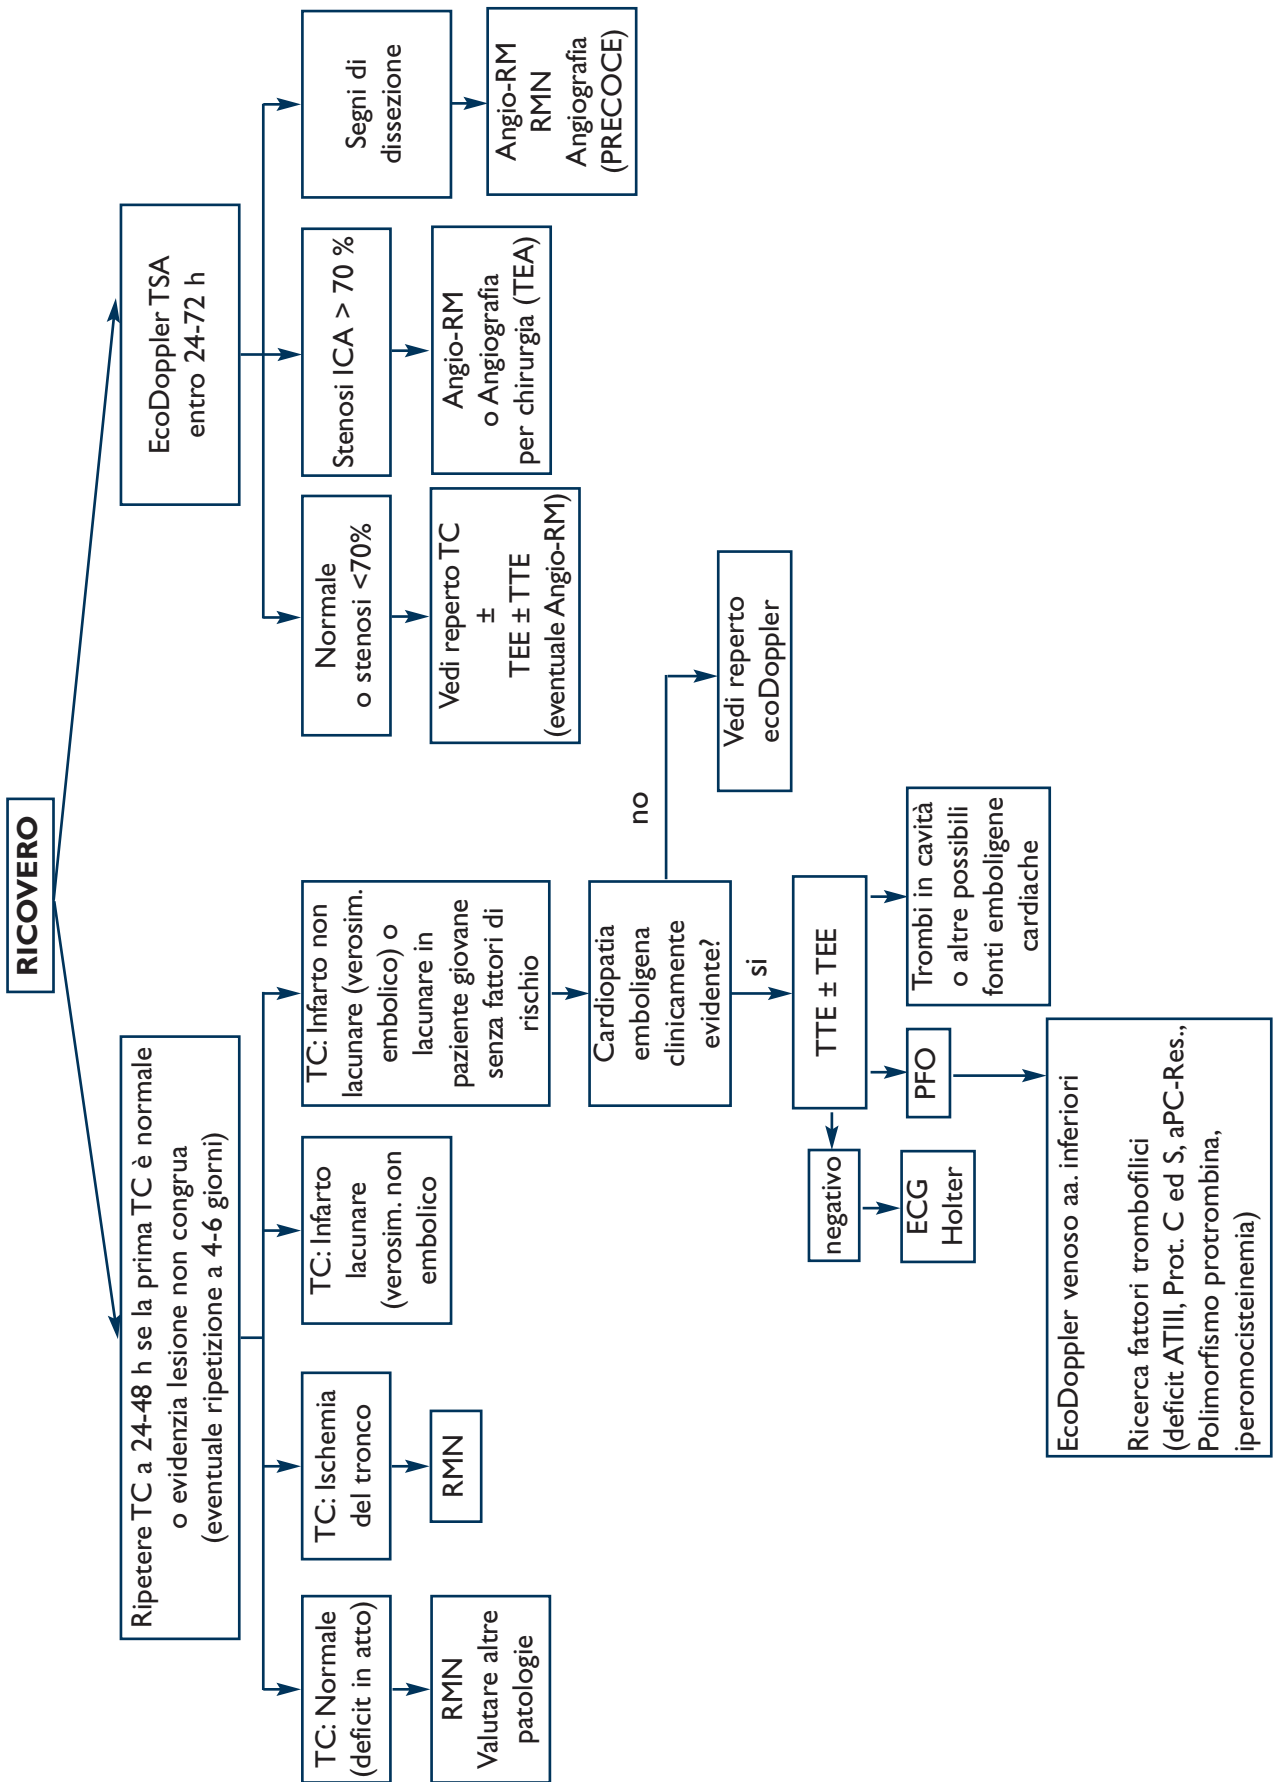 RICOVERO
Ripetere TC a 24-48 h se la prima TC è normale
o evidenzia lesione non congrua
(eventuale ripetizione a 4-6 giorni)
EcoDoppler TSA
entro 24-72 h
TC: Normale
(deficit in atto)
TC: Ischemia
del tronco
TC: Infarto
lacunare
(verosim. non
embolico
TC: Infarto non
lacunare (verosim.
embolico) o
lacunare in
paziente giovane
senza fattori di
rischio
Normale
o stenosi <70%
Stenosi ICA > 70 %
Segni di
dissezione
RMN
Valutare altre
patologie
RMN
Vedi reperto TC
±
TEE ± TTE
(eventuale Angio-RM)
Angio-RM
o Angiografia
per chirurgia (TEA)
Angio-RM
RMN
Angiografia
(PRECOCE)
Cardiopatia
emboligena
clinicamente
evidente?
no
Vedi reperto
ecoDoppler
si
TTE ± TEE
negativo
ECG
Holter
PFO
Trombi in cavità
o altre possibili
fonti emboligene
cardiache
EcoDoppler venoso aa. inferiori
Ricerca fattori trombofilici
(deficit ATIII, Prot. C ed S, aPC-Res.,
Polimorfismo protrombina,
iperomocisteinemia)